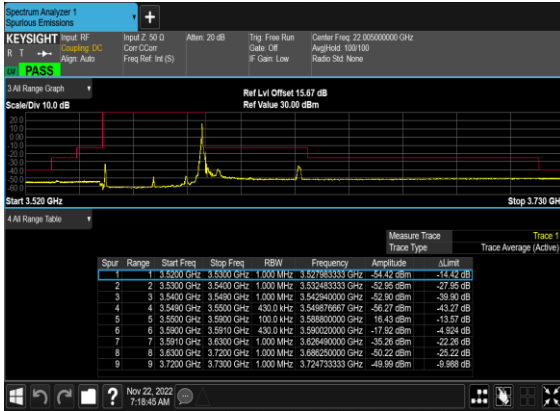 Spectrum Analyzer 1
Spurious Emissions
KEYSIGHT
R T
Input: RF
Coupling: DC
Align: Auto
Input Z: 50 Ω
Corr CCorr
Freq Ref: Int (S)
Atten: 20 dB
Trig: Free Run
Gate: Off
IF Gain: Low
Center Freq: 22.005000000 GHz
Avg|Hold: 100/100
Radio Std: None
PASS
3 All Range Graph
Scale/Div 10.0 dB
Ref Lvl Offset 15.67 dB
Ref Value 30.00 dBm
20.0
10.0
0.00
-10.0
-20.0
-30.0
-40.0
-50.0
-60.0
Start 3.520 GHz
Stop 3.730 GH
4 All Range Table
Measure Trace Trace 1
Trace Type Trace Average (Active)
Spur Range Start Freq Stop Freq RBW Frequency Amplitude ΔLimit
1 1 3.5200 GHz 3.5300 GHz 1.000 MHz 3.527983333 GHz -54.42 dBm -14.42 dB
2 2 3.5300 GHz 3.5400 GHz 1.000 MHz 3.532483333 GHz -52.95 dBm -27.95 dB
3 3 3.5400 GHz 3.5490 GHz 1.000 MHz 3.542940000 GHz -52.90 dBm -39.90 dB
4 4 3.5490 GHz 3.5500 GHz 430.0 kHz 3.549876667 GHz -56.27 dBm -43.27 dB
5 5 3.5500 GHz 3.5900 GHz 100.0 kHz 3.588800000 GHz 16.43 dBm -13.57 dB
6 6 3.5900 GHz 3.5910 GHz 430.0 kHz 3.590020000 GHz -17.92 dBm -4.924 dB
7 7 3.5910 GHz 3.6300 GHz 1.000 MHz 3.626490000 GHz -35.26 dBm -22.26 dB
8 8 3.6300 GHz 3.7200 GHz 1.000 MHz 3.686250000 GHz -50.22 dBm -25.22 dB
9 9 3.7200 GHz 3.7300 GHz 1.000 MHz 3.724733333 GHz -49.99 dBm -9.988 dB
Nov 22, 2022
7:18:45 AM